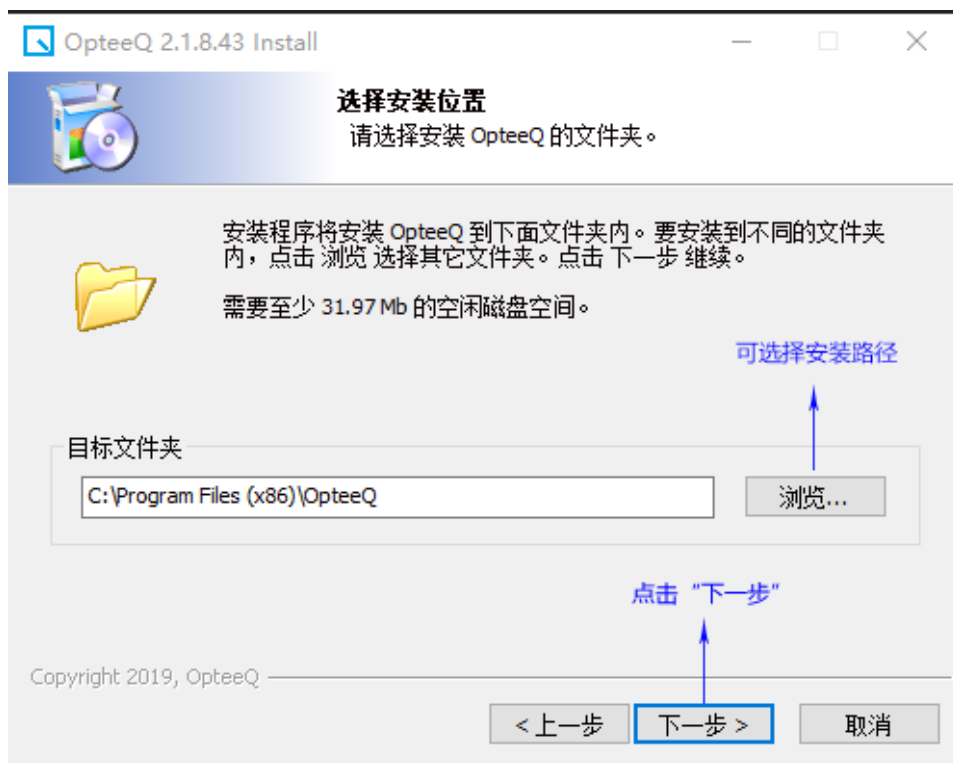 OpteeQ 2.1.8.43 Install
选择安装位置
请选择安装 OpteeQ 的文件夹。
安装程序将安装 OpteeQ 到下面文件夹内。要安装到不同的文件夹
内，点击 浏览 选择其它文件夹。点击 下一步 继续。
需要至少 31.97 Mb 的空闲磁盘空间。
可选择安装路径
目标文件夹
C:\Program Files (x86)\OpteeQ
浏览...
点击 “下一步”
Copyright 2019, OpteeQ
< 上一步
下一步 >
取消